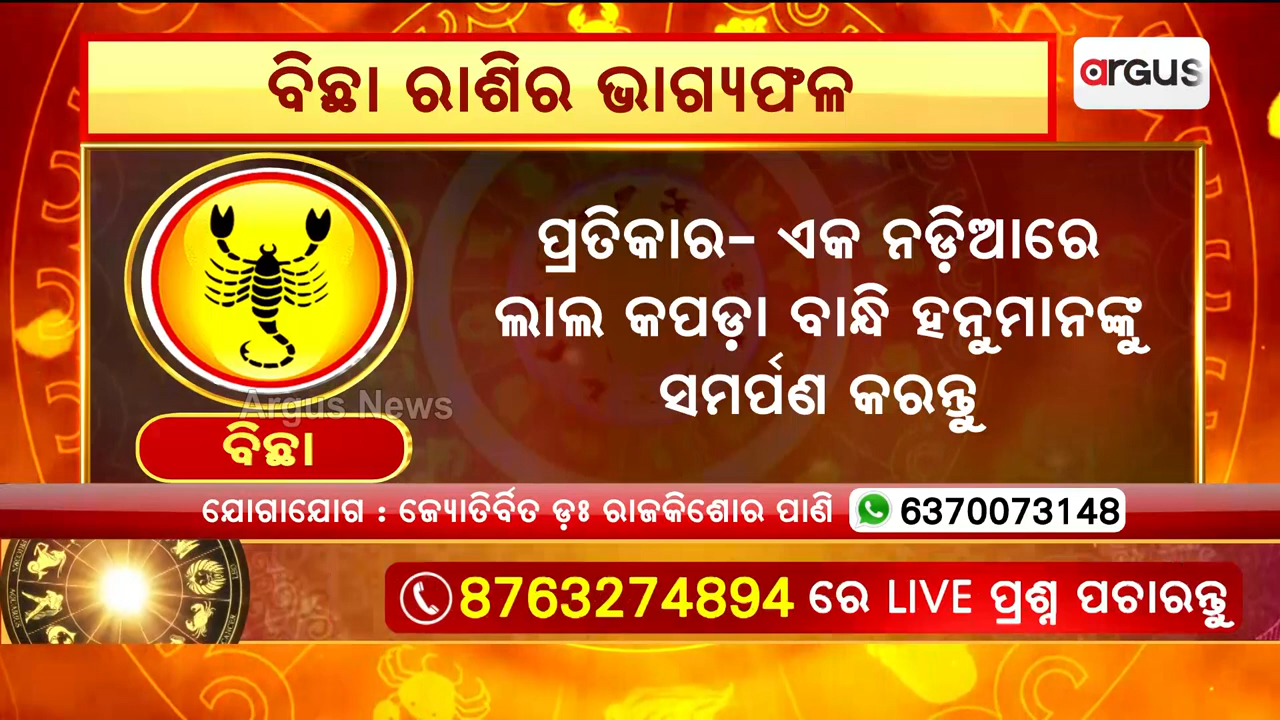 ବିଛା ରାଶିର ଭାଗ୍ୟଫଳ
argus
ପ୍ରତିକାର- ଏକ ନଡ଼ିଆରେ
ଲାଲ କପଡ଼ା ବାନ୍ଧି ହନୁମାନଙ୍କୁ
ସମର୍ପଣ କରନ୍ତୁ
Argus News
ବିଛା
ଯୋଗାଯୋଗ : ଜ୍ୟୋତିର୍ବିତ ଡ଼ଃ ରାଜକିଶୋର ପାଣି 6370073148
8763274894 ରେ LIVE ପ୍ରଶ୍ନ ପଚାରନ୍ତୁ